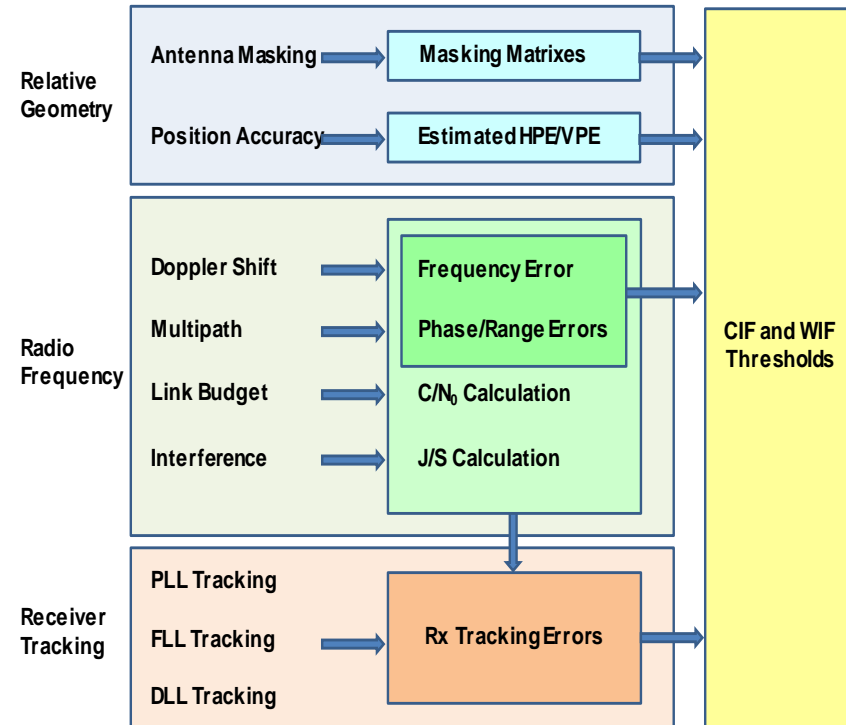 Relative
Geometry
Antenna Masking
Masking Matrixes
Position Accuracy
Estimated HPE/VPE
Radio
Frequency
Doppler Shift
Frequency Error
Multipath
Phase/Range Errors
Link Budget
C/N₀ Calculation
Interference
J/S Calculation
Receiver
Tracking
PLL Tracking
FLL Tracking
DLL Tracking
Rx Tracking Errors
CIF and WIF
Thresholds